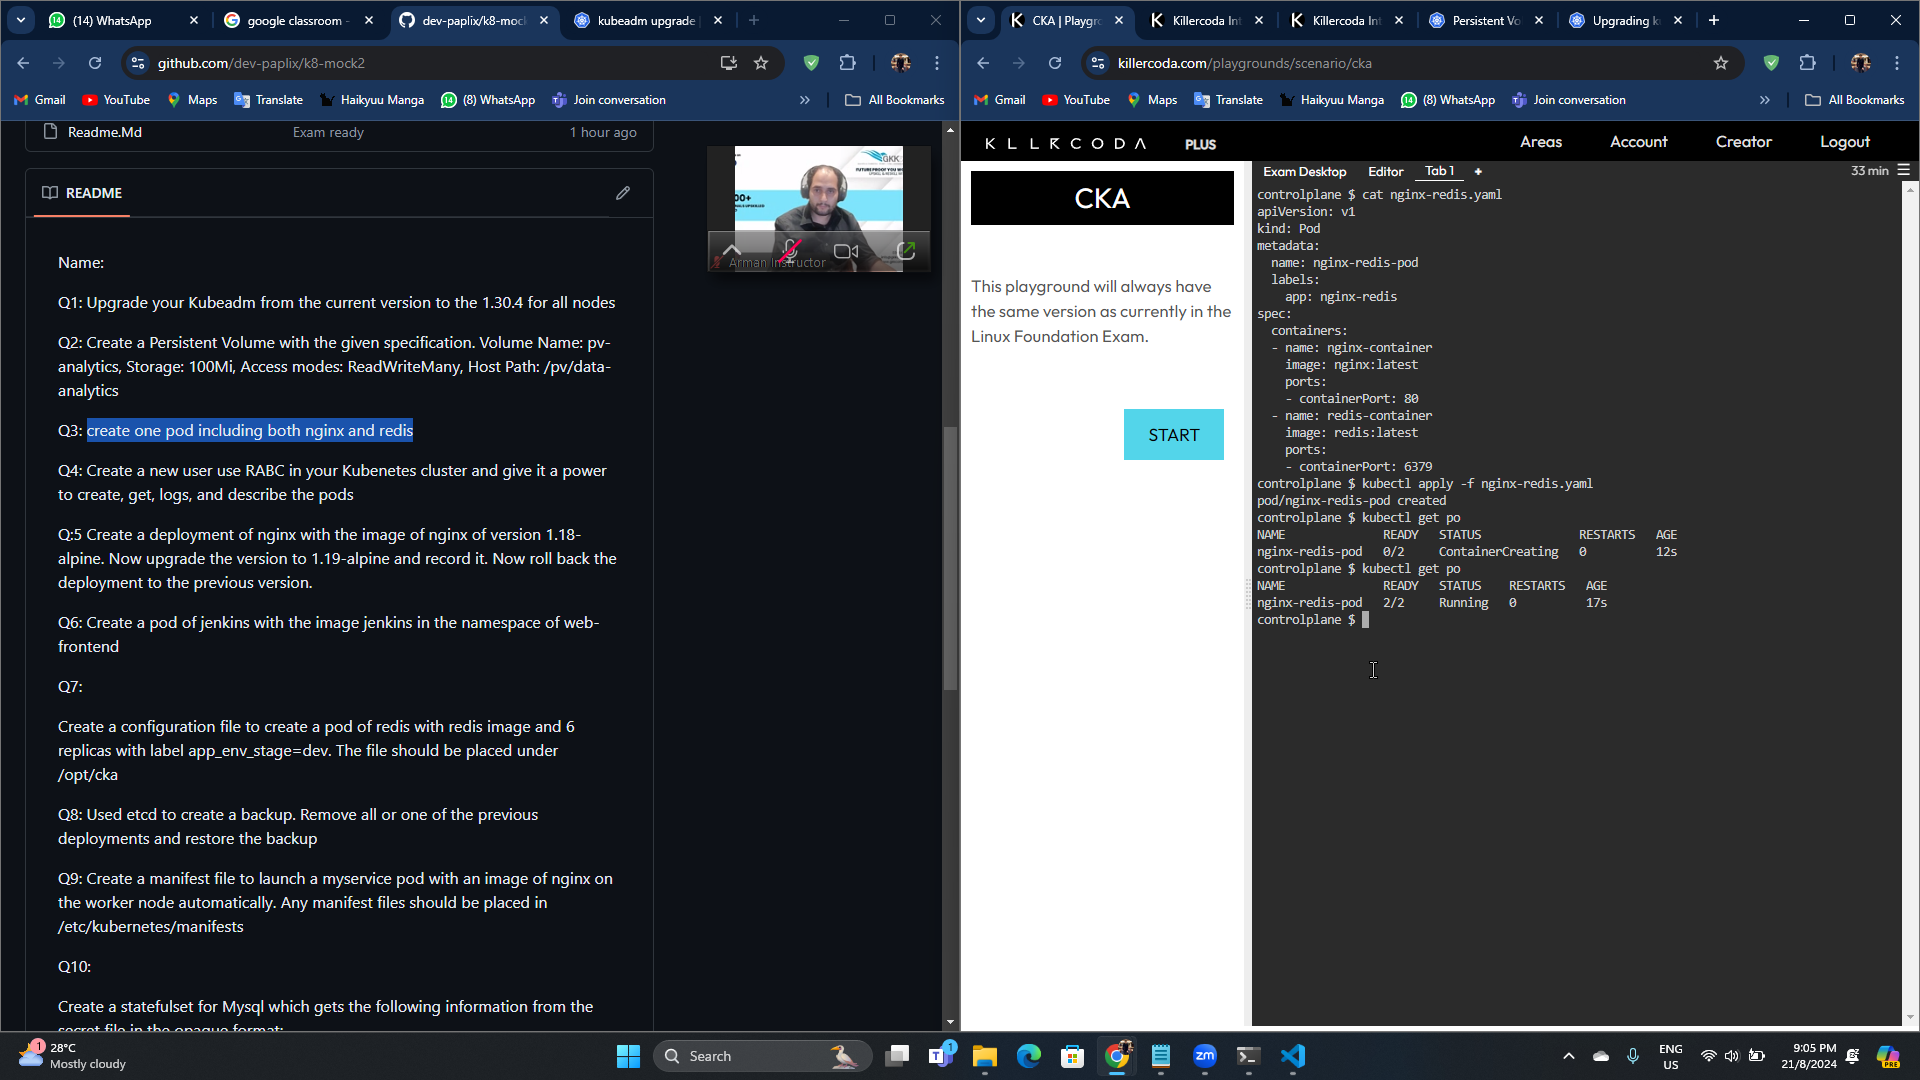 (14) WhatsApp
google classroom -
dev-paplix/k8-moc
kubeadm upgrade
github.com/dev-paplix/k8-mock2
Gmail
YouTube
Maps
Translate
Haikyuu Manga
(8) WhatsApp
Join conversation
All Bookmarks
Readme.Md
Exam ready
1 hour ago
README
Name:
Q1: Upgrade your Kubeadm from the current version to the 1.30.4 for all nodes
Q2: Create a Persistent Volume with the given specification. Volume Name: pv-
analytics, Storage: 100Mi, Access modes: ReadWriteMany, Host Path: /pv/data-
analytics
Q3: create one pod including both nginx and redis
Q4: Create a new user use RABC in your Kubenetes cluster and give it a power
to create, get, logs, and describe the pods
Q:5 Create a deployment of nginx with the image of nginx of version 1.18-
alpine. Now upgrade the version to 1.19-alpine and record it. Now roll back the
deployment to the previous version.
Q6: Create a pod of jenkins with the image jenkins in the namespace of web-
frontend
Q7:
Create a configuration file to create a pod of redis with redis image and 6
replicas with label app_env_stage=dev. The file should be placed under
/opt/cka
Q8: Used etcd to create a backup. Remove all or one of the previous
deployments and restore the backup
Q9: Create a manifest file to launch a myservice pod with an image of nginx on
the worker node automatically. Any manifest files should be placed in
/etc/kubernetes/manifests
Q10:
Create a statefulset for Mysql which gets the following information from the
secret file in the opaque format:
GKK
FUTURE PROOF YOU W
00+
Arman Instructor
CKA | Playgro
Killercoda Int
Killercoda Int
Persistent Vo
Upgrading k
killercoda.com/playgrounds/scenario/cka
Gmail
YouTube
Maps
Translate
Haikyuu Manga
(8) WhatsApp
Join conversation
All Bookmarks
KILLERCODA
PLUS
Areas
Account
Creator
Logout
CKA
This playground will always have
the same version as currently in the
Linux Foundation Exam.
START
Exam Desktop
Editor
Tab 1
+
33 min
controlplane $ cat nginx-redis.yaml
apiVersion: v1
kind: Pod
metadata:
  name: nginx-redis-pod
  labels:
    app: nginx-redis
spec:
  containers:
  - name: nginx-container
    image: nginx:latest
    ports:
    - containerPort: 80
  - name: redis-container
    image: redis:latest
    ports:
    - containerPort: 6379
controlplane $ kubectl apply -f nginx-redis.yaml
pod/nginx-redis-pod created
controlplane $ kubectl get po
NAME READY STATUS RESTARTS AGE
nginx-redis-pod 0/2 ContainerCreating 0 12s
controlplane $ kubectl get po
NAME READY STATUS RESTARTS AGE
nginx-redis-pod 2/2 Running 0 17s
controlplane $
1
28°C
Mostly cloudy
Search
1
zm
ENG
US
9:05 PM
21/8/2024
PRE